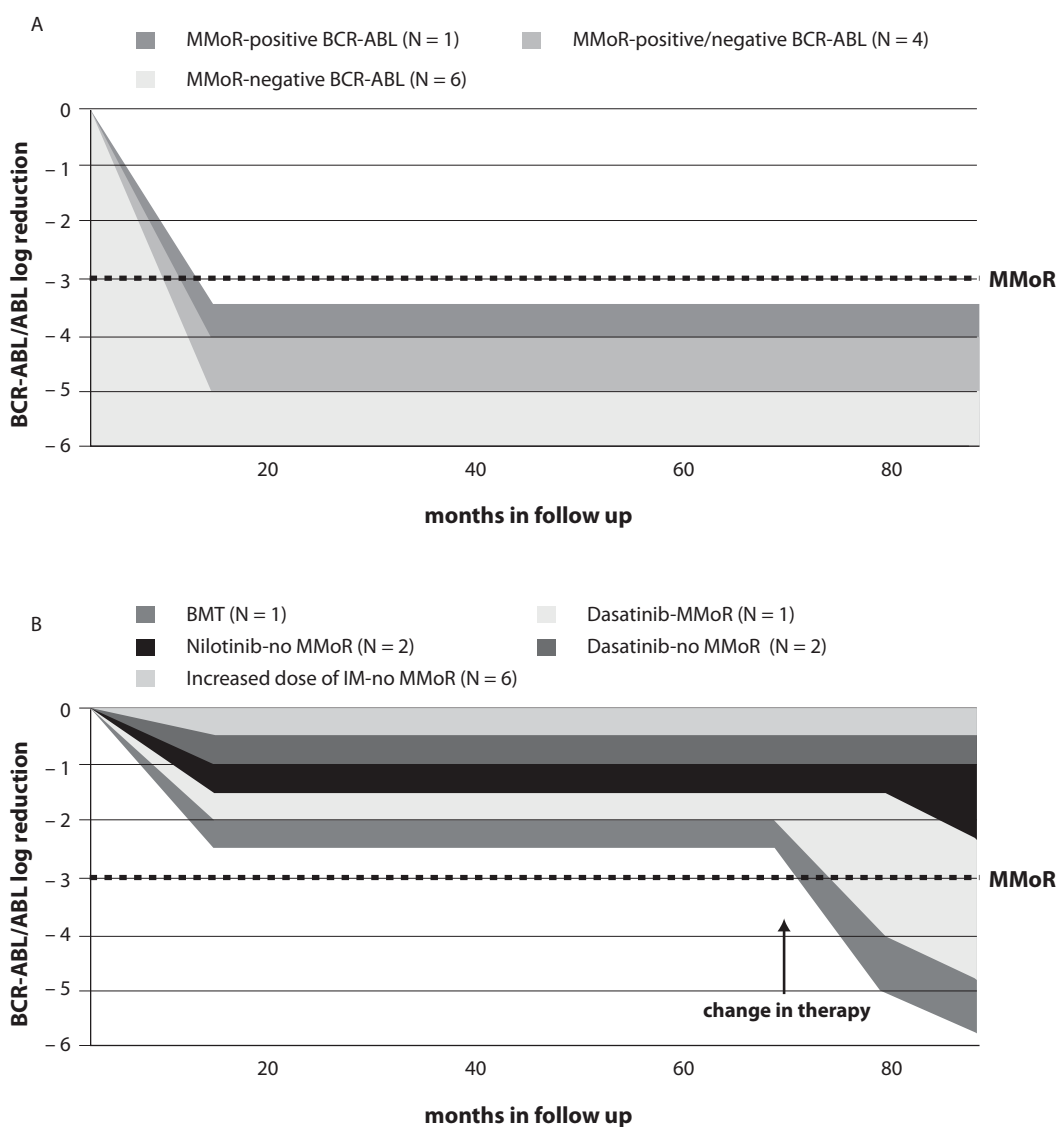 A
MMoR-positive BCR-ABL (N = 1) MMoR-positive/negative BCR-ABL (N = 4)
MMoR-negative BCR-ABL (N = 6)
0
– 1
– 2
– 3
– 4
– 5
– 6
BCR-ABL/ABL log reduction
MMoR
20 40 60 80
months in follow up
B
BMT (N = 1) Dasatinib-MMoR (N = 1)
Nilotinib-no MMoR (N = 2) Dasatinib-no MMoR (N = 2)
Increased dose of IM-no MMoR (N = 6)
0
– 1
– 2
– 3
– 4
– 5
– 6
BCR-ABL/ABL log reduction
MMoR
change in therapy
20 40 60 80
months in follow up